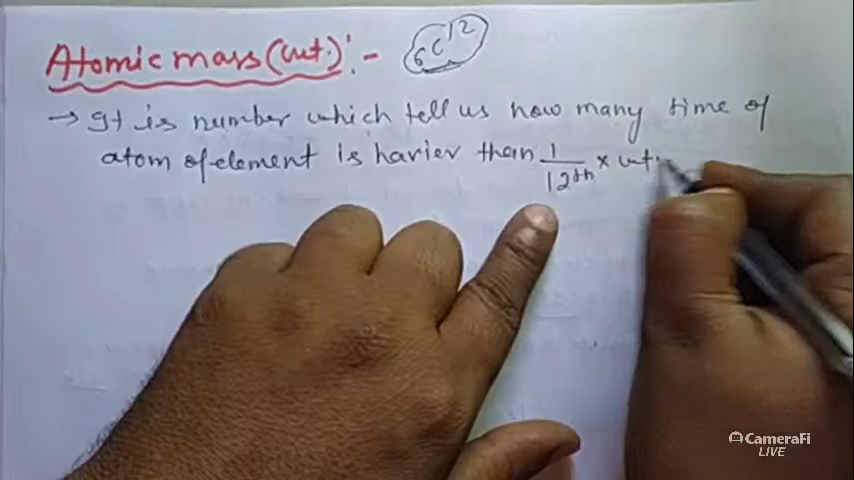 Atomic mass (wt.) :-
₆C¹²
→ It is number which tell us how many time of
atom of element is havier than 1/12th × wt.
CameraFi
LIVE